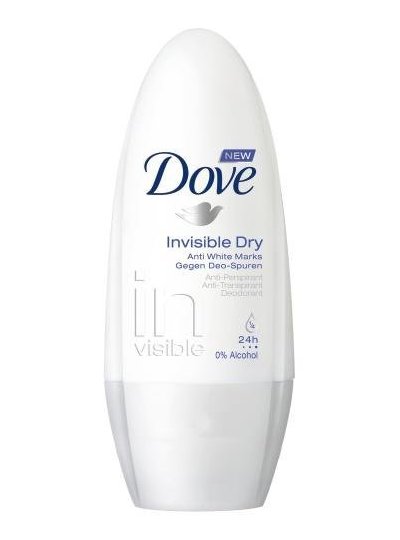 NEW
Dove
Invisible Dry
Anti White Marks
Gegen Deo-Spuren
Anti-Perspirant
Anti-Transpirant
Deodorant
in
visible
24h
0% Alcohol